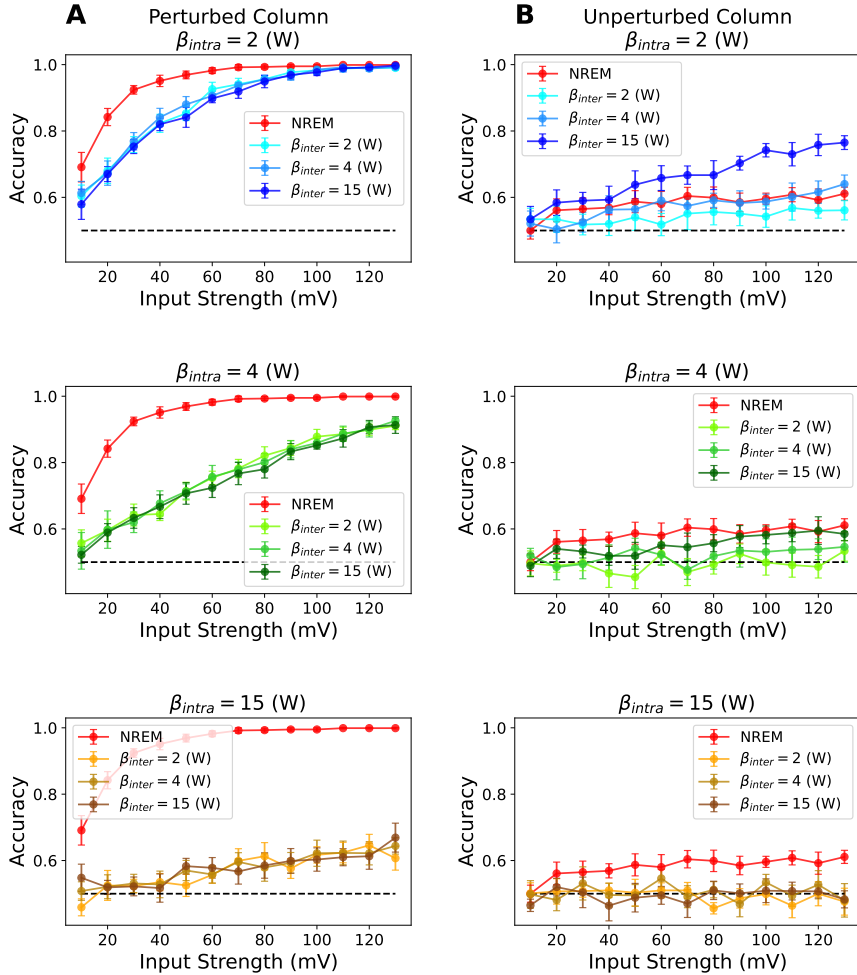 A
Perturbed Column
β_intra = 2 (W)
Accuracy
1.0
0.8
0.6
NREM
β_inter = 2 (W)
β_inter = 4 (W)
β_inter = 15 (W)
20 40 60 80 100 120
Input Strength (mV)
B
Unperturbed Column
β_intra = 2 (W)
Accuracy
1.0
0.8
0.6
NREM
β_inter = 2 (W)
β_inter = 4 (W)
β_inter = 15 (W)
20 40 60 80 100 120
Input Strength (mV)
β_intra = 4 (W)
Accuracy
1.0
0.8
0.6
NREM
β_inter = 2 (W)
β_inter = 4 (W)
β_inter = 15 (W)
20 40 60 80 100 120
Input Strength (mV)
β_intra = 4 (W)
Accuracy
1.0
0.8
0.6
NREM
β_inter = 2 (W)
β_inter = 4 (W)
β_inter = 15 (W)
20 40 60 80 100 120
Input Strength (mV)
β_intra = 15 (W)
Accuracy
1.0
0.8
0.6
NREM
β_inter = 2 (W)
β_inter = 4 (W)
β_inter = 15 (W)
20 40 60 80 100 120
Input Strength (mV)
β_intra = 15 (W)
Accuracy
1.0
0.8
0.6
NREM
β_inter = 2 (W)
β_inter = 4 (W)
β_inter = 15 (W)
20 40 60 80 100 120
Input Strength (mV)